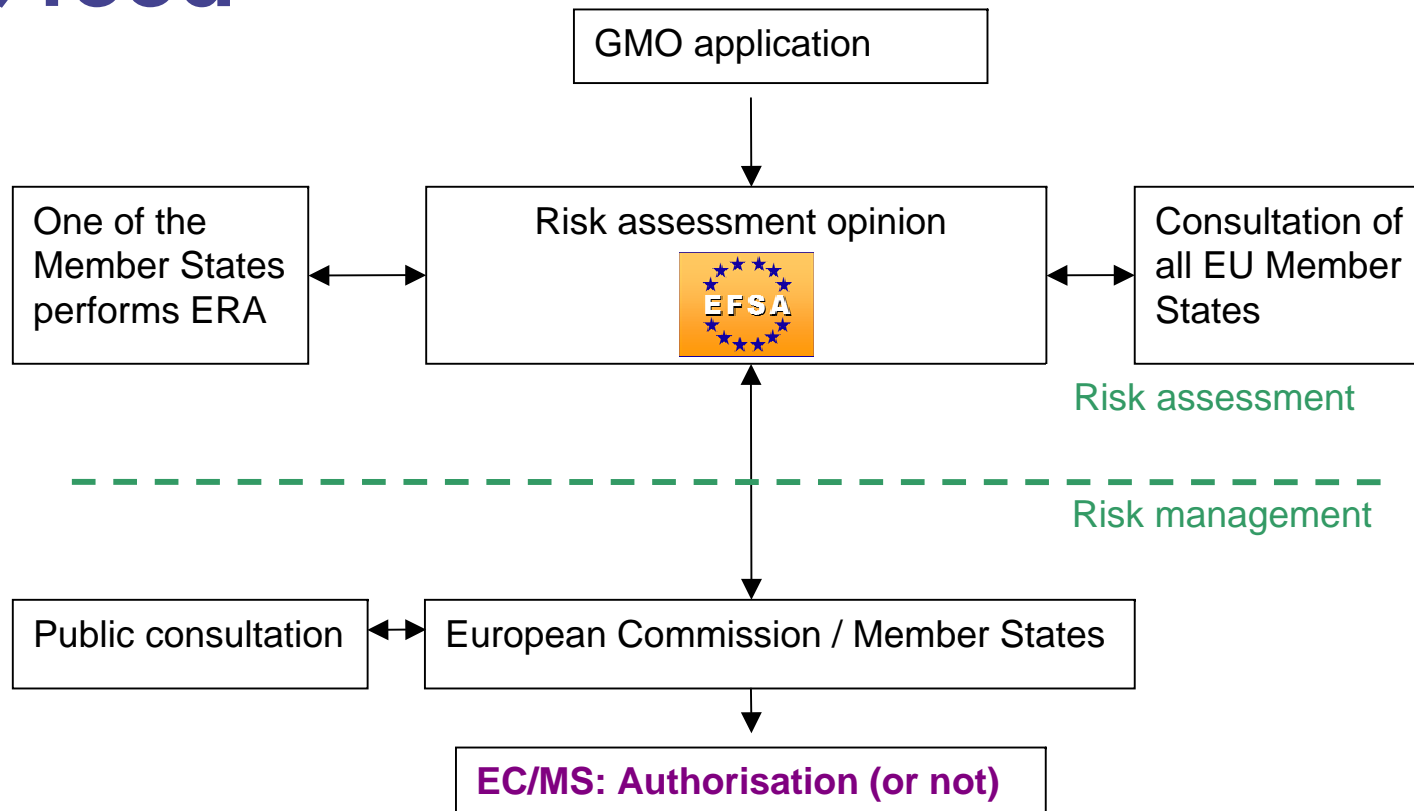 GMO application
One of the
Member States
performs ERA
Risk assessment opinion
EFSA
Consultation of
all EU Member
States
Risk assessment
Risk management
Public consultation
European Commission / Member States
EC/MS: Authorisation (or not)